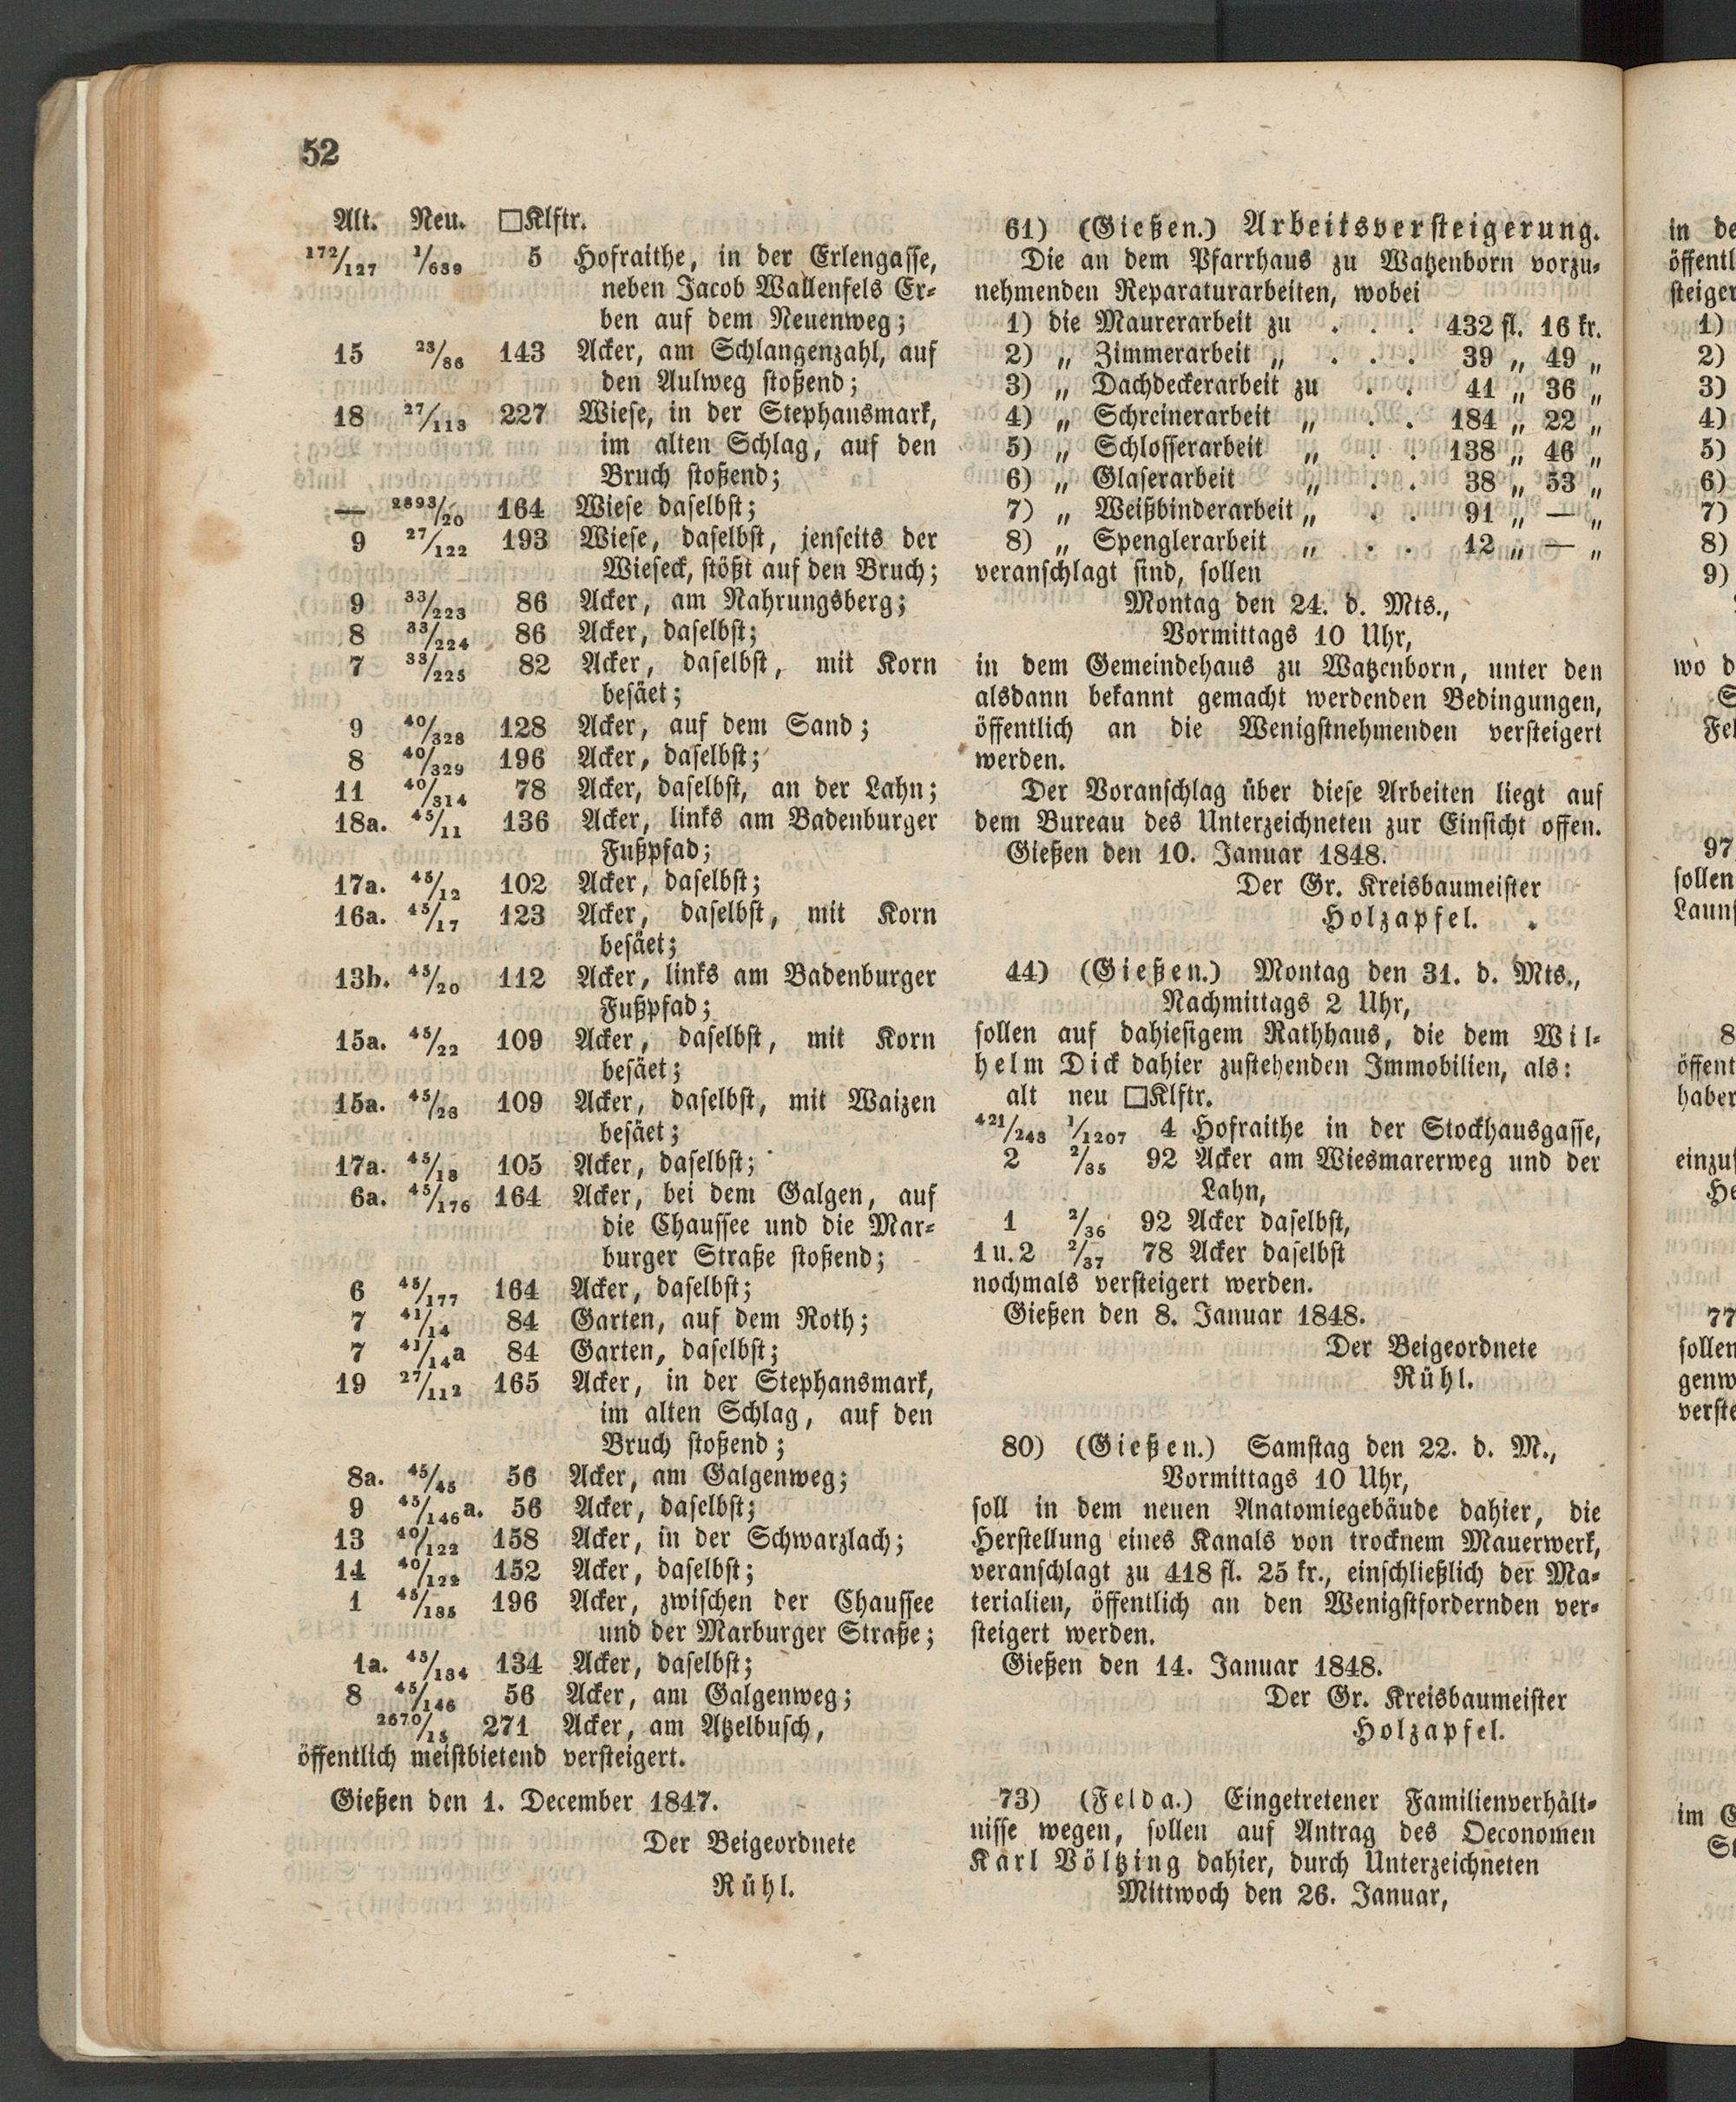 52
Alt. Neu. □Klftr.
172/127 1/639 5 Hofraithe, in der Erlengasse,
neben Jacob Wallenfels Er-
ben auf dem Neuenweg;
15 23/86 143 Acker, am Schlangenzahl, auf
den Aulweg stoßend;
18 27/113 227 Wiese, in der Stephansmark,
im alten Schlag, auf den
Bruch stoßend;
— 2893/20 164 Wiese daselbst;
9 27/122 193 Wiese, daselbst, jenseits der
Wieseck, stößt auf den Bruch;
9 33/223 86 Acker, am Nahrungsberg;
8 33/224 86 Acker, daselbst;
7 33/225 82 Acker, daselbst, mit Korn
besäet;
9 40/328 128 Acker, auf dem Sand;
8 40/329 196 Acker, daselbst;
11 40/314 78 Acker, daselbst, an der Lahn;
18a. 45/11 136 Acker, links am Badenburger
Fußpfad;
17a. 45/12 102 Acker, daselbst;
16a. 45/17 123 Acker, daselbst, mit Korn
besäet;
13b. 45/20 112 Acker, links am Badenburger
Fußpfad;
15a. 45/22 109 Acker, daselbst, mit Korn
besäet;
15a. 45/23 109 Acker, daselbst, mit Waizen
besäet;
17a. 45/18 105 Acker, daselbst;
6a. 45/176 164 Acker, bei dem Galgen, auf
die Chaussee und die Mar-
burger Straße stoßend;
6 45/177 164 Acker, daselbst;
7 41/14 84 Garten, auf dem Roth;
7 41/14a 84 Garten, daselbst;
19 27/112 165 Acker, in der Stephansmark,
im alten Schlag, auf den
Bruch stoßend;
8a. 45/45 56 Acker, am Galgenweg;
9 45/146a. 56 Acker, daselbst;
13 40/122 158 Acker, in der Schwarzlach;
14 40/122 152 Acker, daselbst;
1 45/185 196 Acker, zwischen der Chaussee
und der Marburger Straße;
1a. 45/184 134 Acker, daselbst;
8 45/146 56 Acker, am Galgenweg;
2670/15 271 Acker, am Atzelbusch,
öffentlich meistbietend versteigert.
Gießen den 1. December 1847.
Der Beigeordnete
Rühl.
61) (Gießen.) Arbeitsversteigerung.
Die an dem Pfarrhaus zu Watzenborn vorzu-
nehmenden Reparaturarbeiten, wobei
1) die Maurerarbeit zu . . . 432 fl. 16 kr.
2) „ Zimmerarbeit „ . . . 39 „ 49 „
3) „ Dachdeckerarbeit zu . . 41 „ 36 „
4) „ Schreinerarbeit „ . . 184 „ 22 „
5) „ Schlosserarbeit „ . . 138 „ 46 „
6) „ Glaserarbeit „ . . 38 „ 53 „
7) „ Weißbinderarbeit „ . . 91 „ — „
8) „ Spenglerarbeit „ . . 12 „ — „
veranschlagt sind, sollen
Montag den 24. d. Mts.,
Vormittags 10 Uhr,
in dem Gemeindehaus zu Watzenborn, unter den
alsdann bekannt gemacht werdenden Bedingungen,
öffentlich an die Wenigstnehmenden versteigert
werden.
Der Voranschlag über diese Arbeiten liegt auf
dem Bureau des Unterzeichneten zur Einsicht offen.
Gießen den 10. Januar 1848.
Der Gr. Kreisbaumeister
Holzapfel.
44) (Gießen.) Montag den 31. d. Mts.,
Nachmittags 2 Uhr,
sollen auf dahiesigem Rathhaus, die dem Wil-
helm Dick dahier zustehenden Immobilien, als:
alt neu □Klftr.
421/243 1/1207 4 Hofraithe in der Stockhausgasse,
2 2/35 92 Acker am Wiesmarerweg und der
Lahn,
1 2/36 92 Acker daselbst,
1 u. 2 2/37 78 Acker daselbst
nochmals versteigert werden.
Gießen den 8. Januar 1848.
Der Beigeordnete
Rühl.
80) (Gießen.) Samstag den 22. d. M.,
Vormittags 10 Uhr,
soll in dem neuen Anatomiegebäude dahier, die
Herstellung eines Kanals von trocknem Mauerwerk,
veranschlagt zu 418 fl. 25 kr., einschließlich der Ma-
terialien, öffentlich an den Wenigstfordernden ver-
steigert werden.
Gießen den 14. Januar 1848.
Der Gr. Kreisbaumeister
Holzapfel.
73) (Felda.) Eingetretener Familienverhält-
nisse wegen, sollen auf Antrag des Oeconomen
Karl Völtzing dahier, durch Unterzeichneten
Mittwoch den 26. Januar,